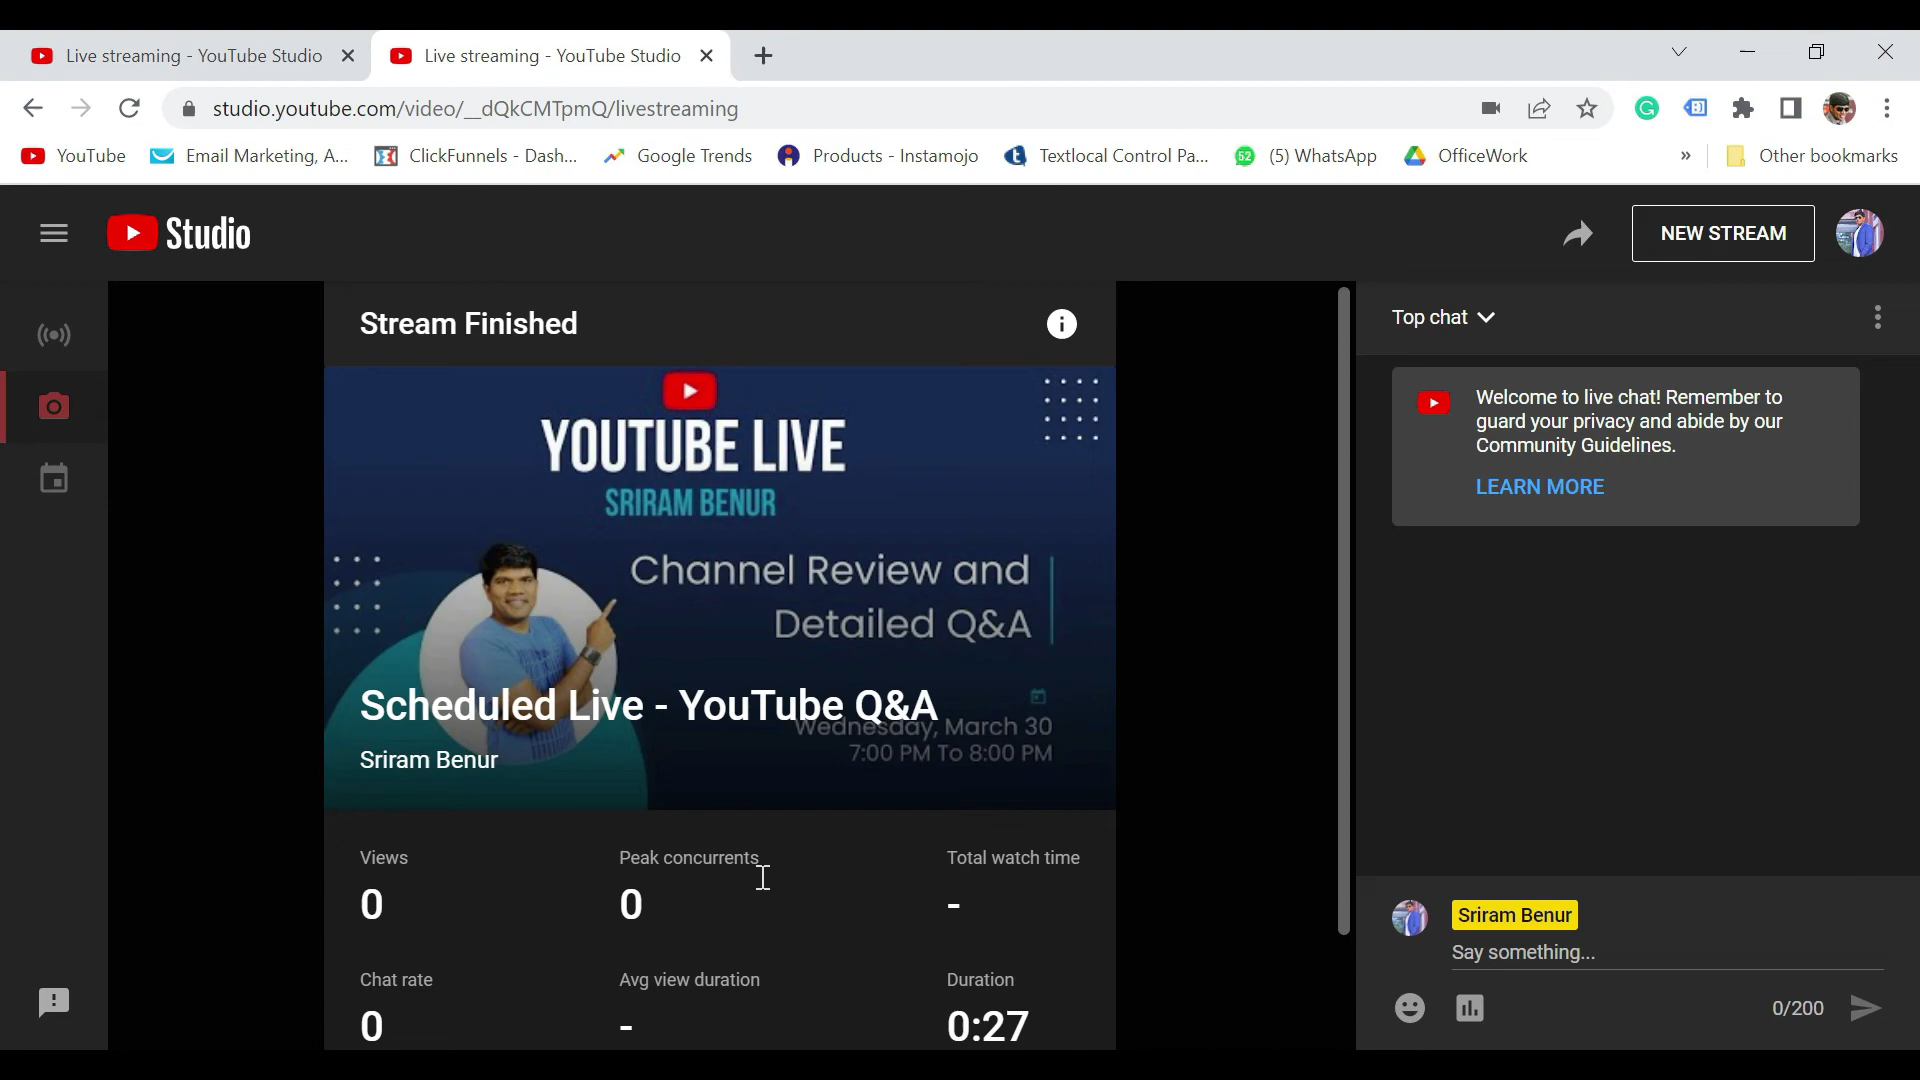 Live streaming - YouTube Studio
Live streaming - YouTube Studio
studio.youtube.com/video/__dQkCMTpmQ/livestreaming
YouTube
Email Marketing, A...
ClickFunnels - Dash...
Google Trends
Products - Instamojo
Textlocal Control Pa...
52
(5) WhatsApp
OfficeWork
»
Other bookmarks
Studio
NEW STREAM
Stream Finished
YOUTUBE LIVE
SRIRAM BENUR
Channel Review and
Detailed Q&A
Scheduled Live - YouTube Q&A
Wednesday, March 30
7:00 PM To 8:00 PM
Sriram Benur
Views
Peak concurrents
Total watch time
0
0
-
Chat rate
Avg view duration
Duration
0
-
0:27
Top chat
Welcome to live chat! Remember to
guard your privacy and abide by our
Community Guidelines.
LEARN MORE
Sriram Benur
Say something...
0/200